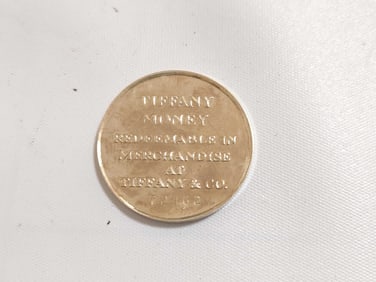 TIFFANY
MONEY
REDEEMABLE IN
MERCHANDISE
AT
TIFFANY & CO.